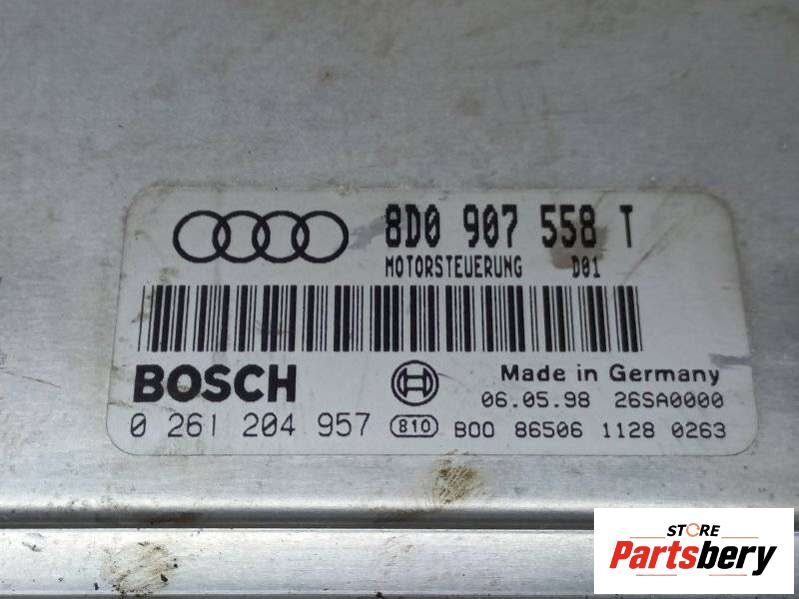 8D0 907 558 T
MOTORSTEUERUNG D01
BOSCH
Made in Germany
06.05.98 26SA0000
0 261 204 957 810 B00 86506 1128 0263
STORE
Partsbery